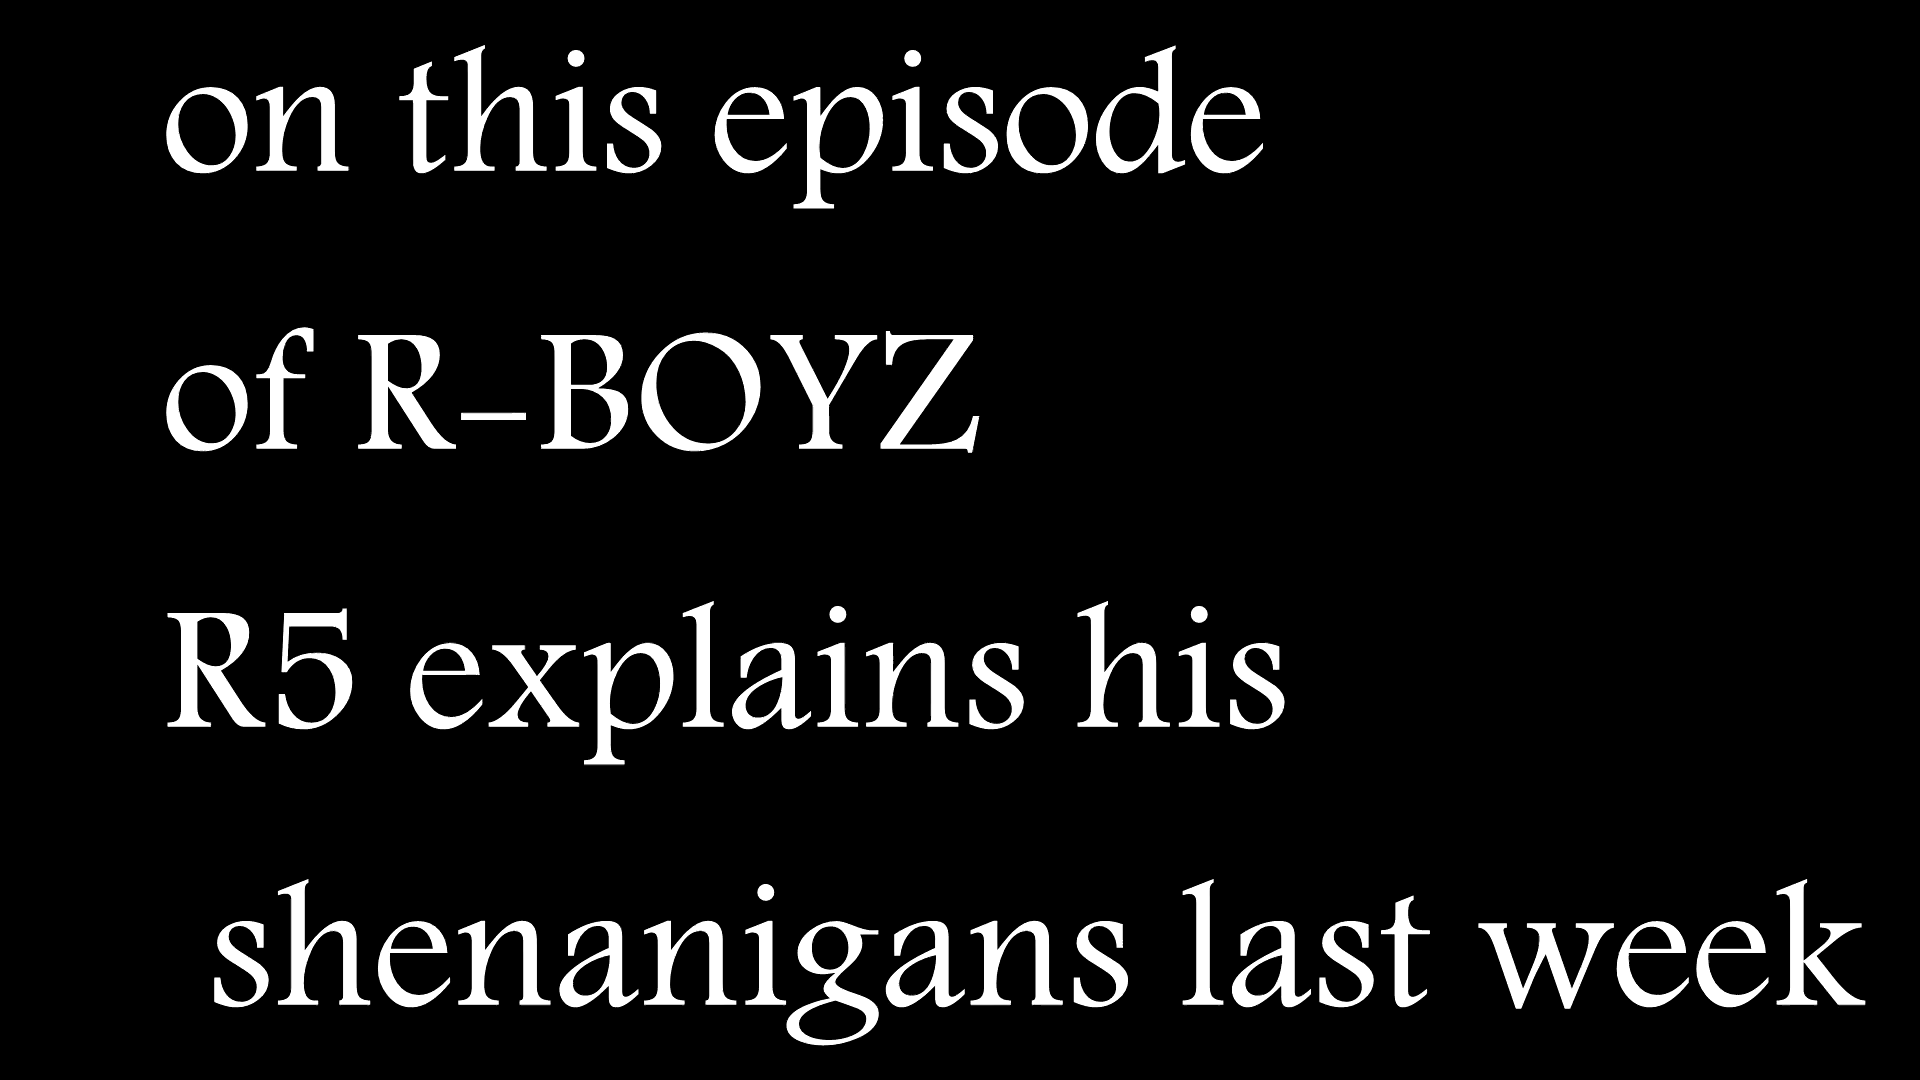 on this episode
of R-BOYZ
R5 explains his
shenanigans last week